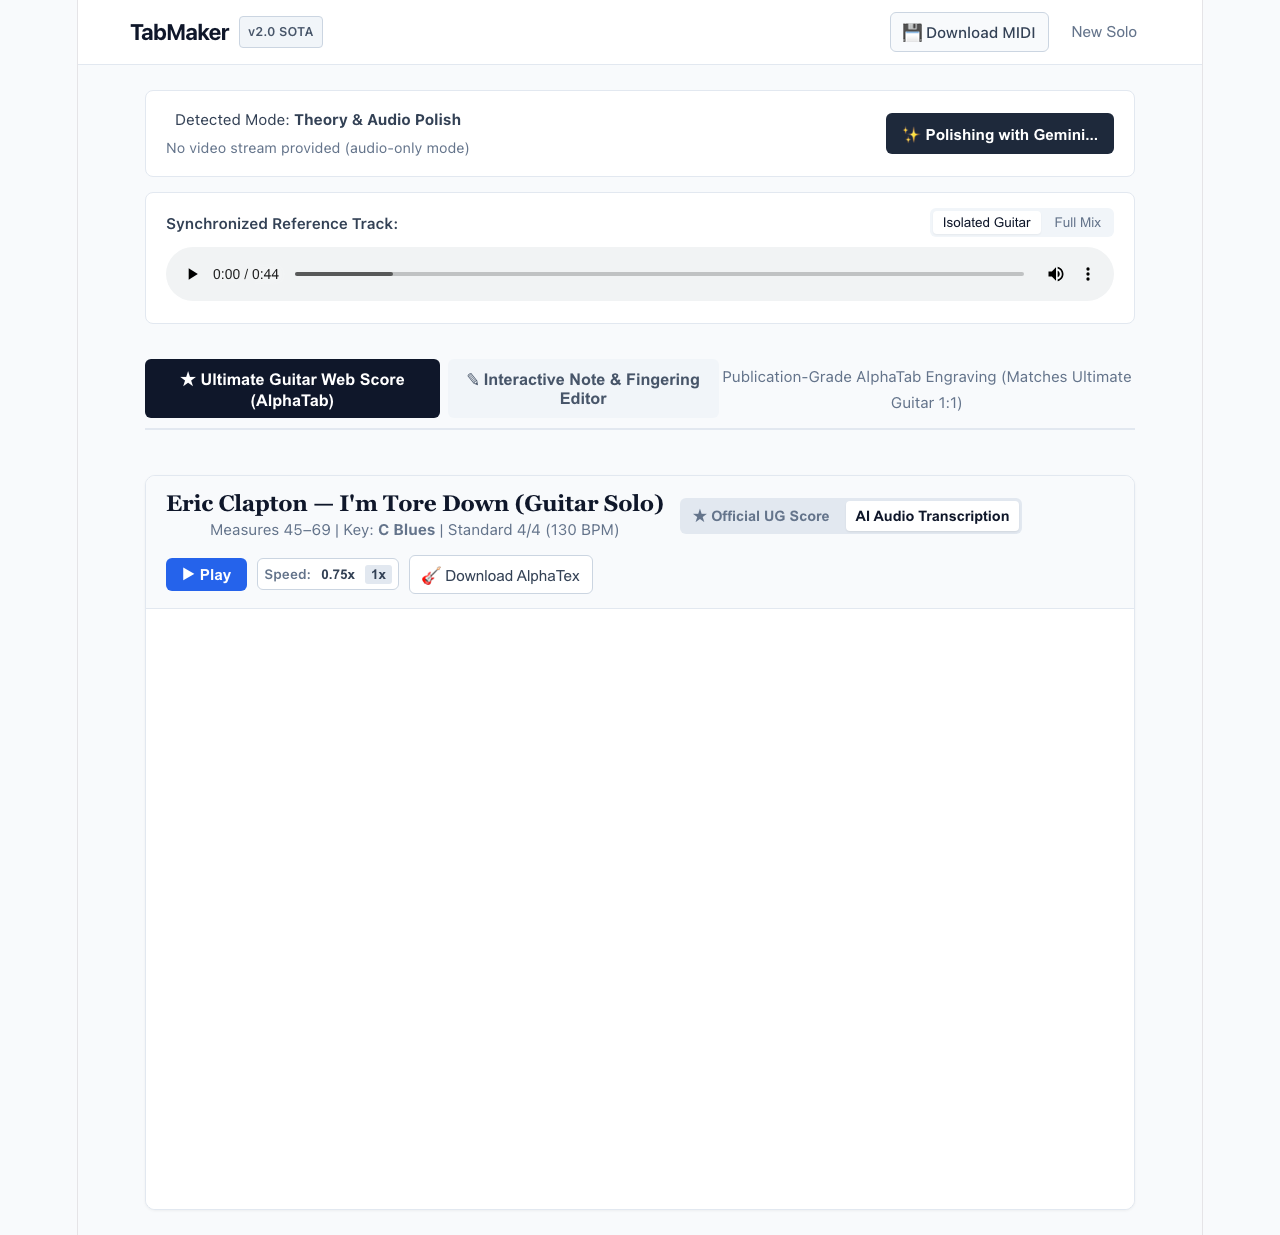 TabMaker
v2.0 SOTA
💾 Download MIDI
New Solo
Detected Mode: Theory & Audio Polish
No video stream provided (audio-only mode)
✨ Polishing with Gemini...
Synchronized Reference Track:
Isolated Guitar
Full Mix
0:00 / 0:44
★ Ultimate Guitar Web Score
(AlphaTab)
✎ Interactive Note & Fingering
Editor
Publication-Grade AlphaTab Engraving (Matches Ultimate
Guitar 1:1)
Eric Clapton — I'm Tore Down (Guitar Solo)
Measures 45–69 | Key: C Blues | Standard 4/4 (130 BPM)
★ Official UG Score
AI Audio Transcription
▶ Play
Speed: 0.75x 1x
🎸 Download AlphaTex